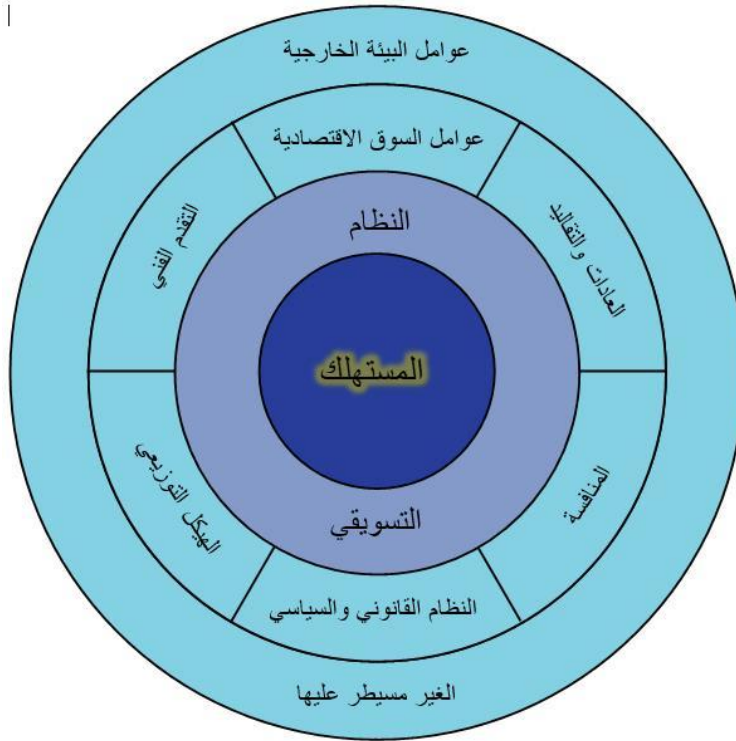 عوامل البيئة الخارجية
عوامل السوق الاقتصادية
العادات والتقاليد
التقدم الفني
النظام
المستهلك
التسويقي
المنافسة
الهيكل التوزيعي
النظام القانوني والسياسي
الغير مسيطر عليها